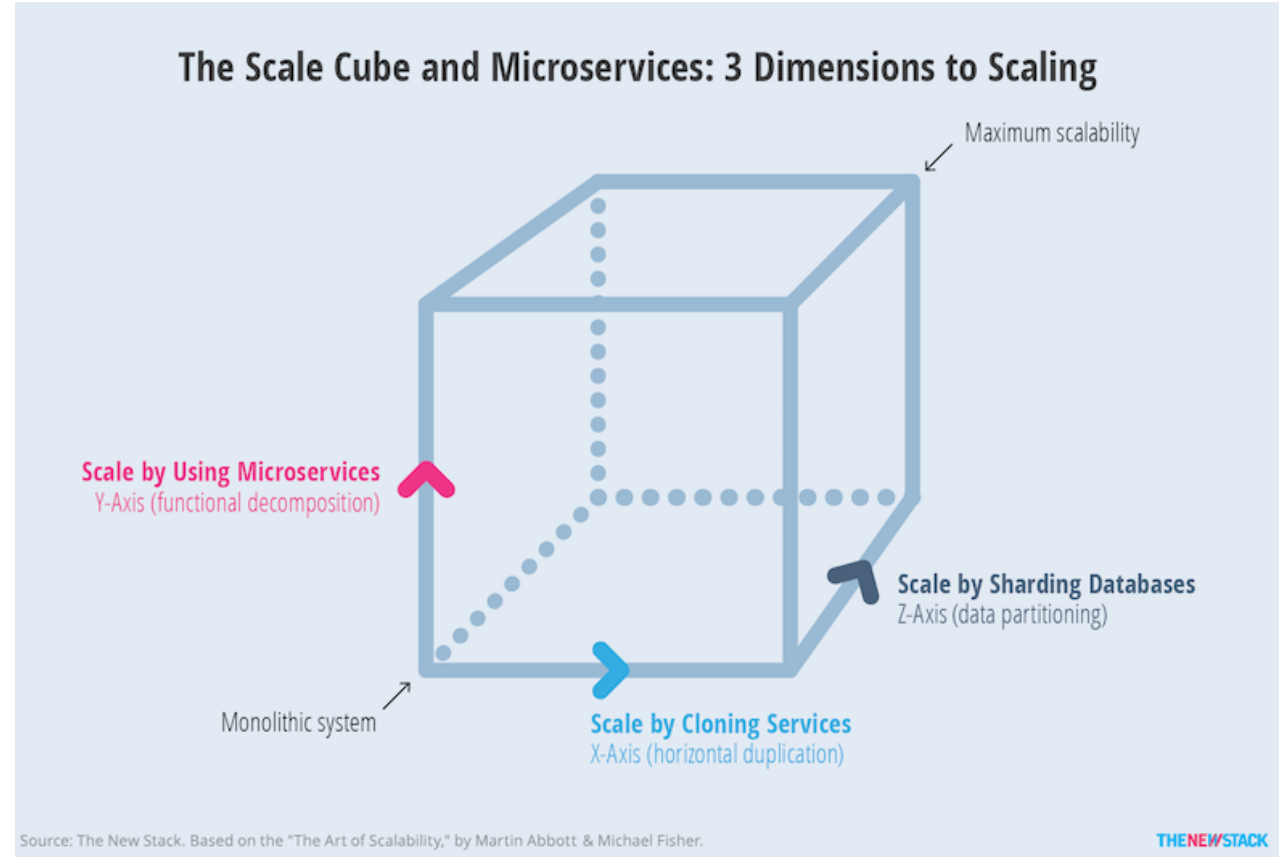 The Scale Cube and Microservices: 3 Dimensions to Scaling
Maximum scalability
Scale by Using Microservices
Y-Axis (functional decomposition)
Scale by Sharding Databases
Z-Axis (data partitioning)
Monolithic system
Scale by Cloning Services
X-Axis (horizontal duplication)
Source: The New Stack. Based on the "The Art of Scalability," by Martin Abbott & Michael Fisher.
THENEWSTACK